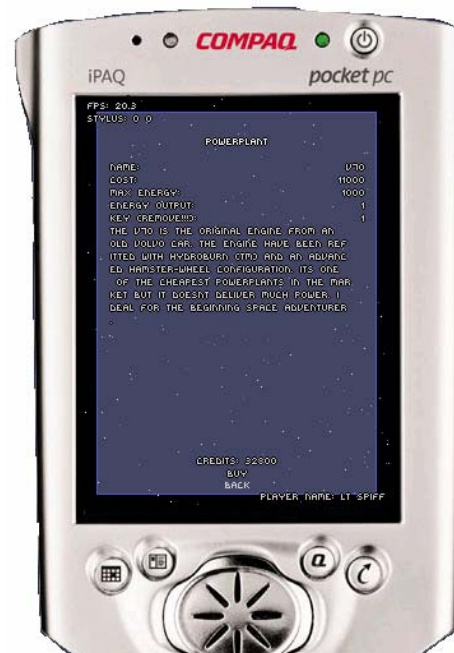 COMPAQ
iPAQ pocket pc
FPS: 20.3
STYLUS: 0 0
POWERPLANT
NAME: V70
COST: 11000
MAX ENERGY: 1000
ENERGY OUTPUT: 1
KEY (REMOVE!!!): 1
THE V70 IS THE ORIGINAL ENGINE FROM AN
OLD VOLVO CAR. THE ENGINE HAVE BEEN REF
ITTED WITH HYDROBURN (TM) AND AN ADVANC
ED HAMSTER-WHEEL CONFIGURATION. ITS ONE
OF THE CHEAPEST POWERPLANTS IN THE MAR
KET BUT IT DOESNT DELIVER MUCH POWER. I
DEAL FOR THE BEGINNING SPACE ADVENTURER
.
CREDITS: 32800
BUY
BACK
PLAYER NAME: LT SPIFF